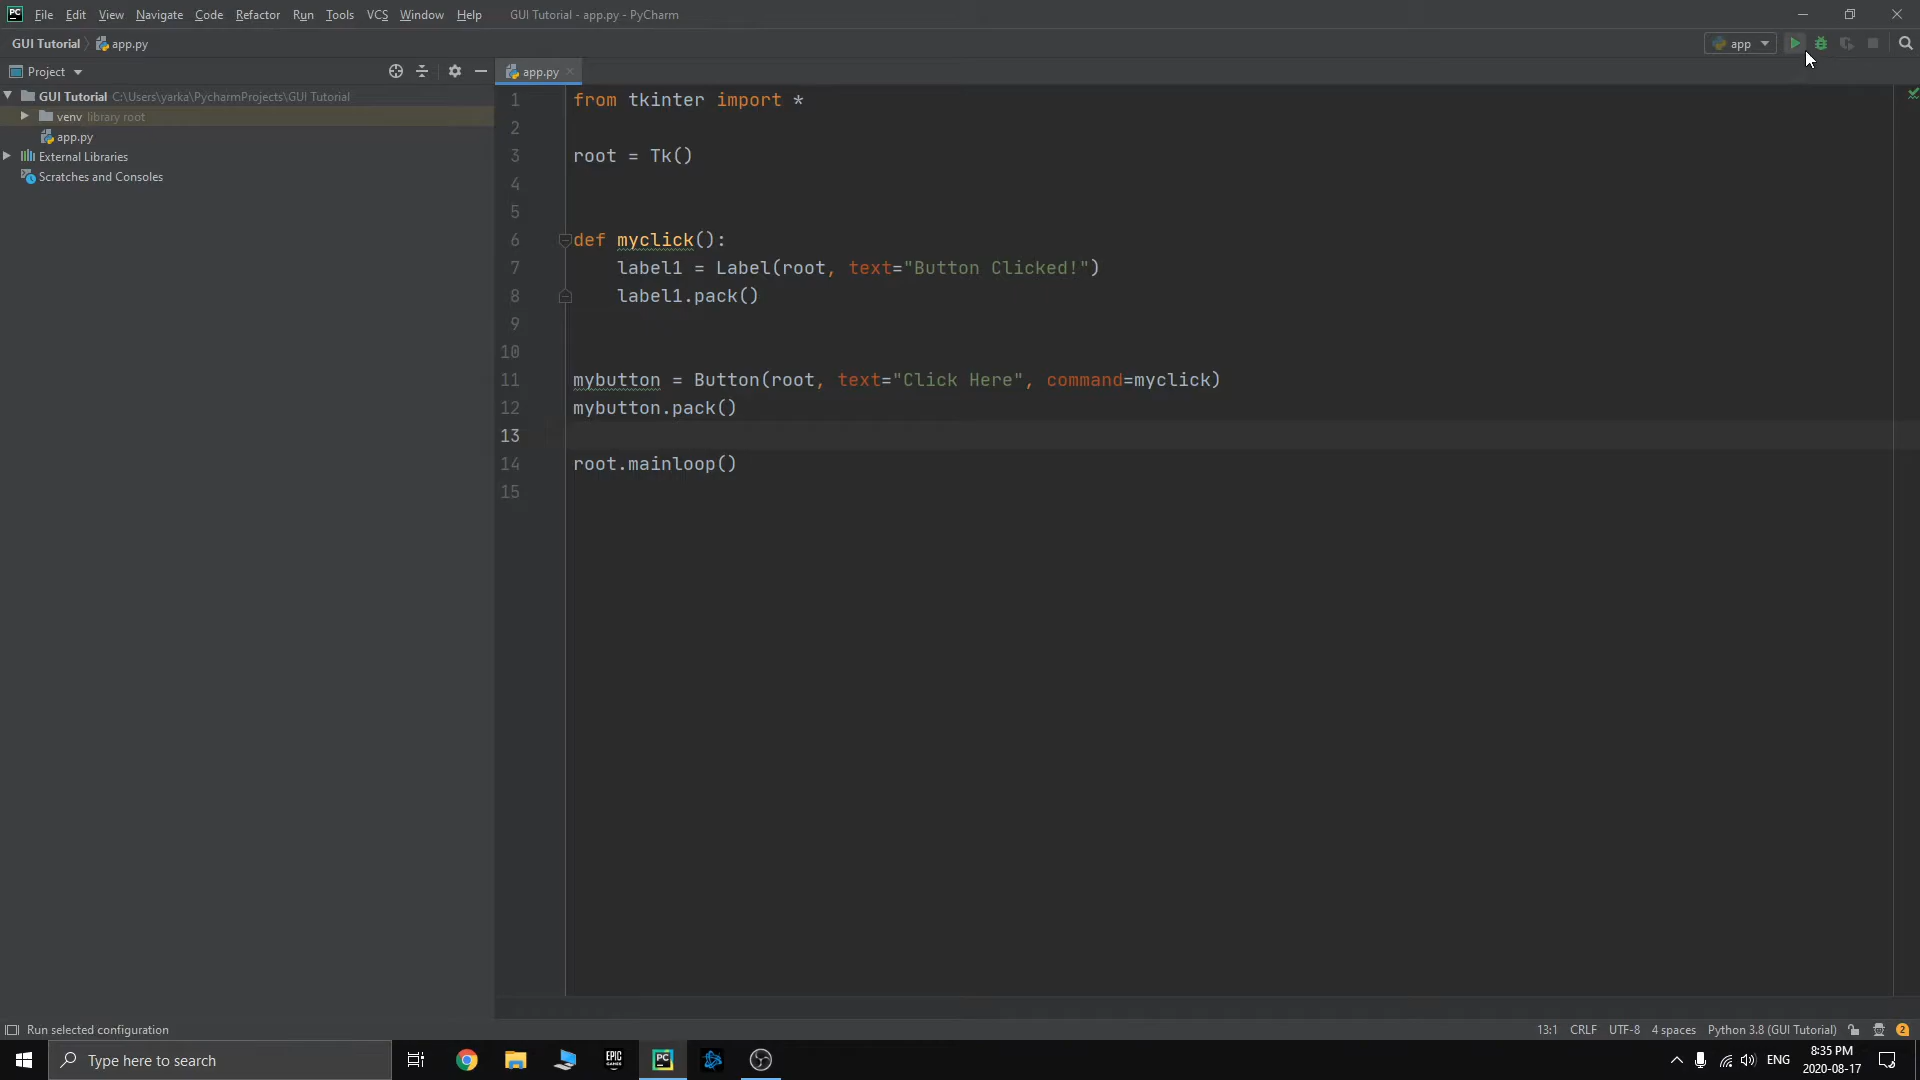 PC File Edit View Navigate Code Refactor Run Tools VCS Window Help GUI Tutorial - app.py - PyCharm
GUI Tutorial app.py app
Project app.py
GUI Tutorial C:\Users\yarka\PycharmProjects\GUI Tutorial
venv library root
app.py
External Libraries
Scratches and Consoles
1 from tkinter import *
2
3 root = Tk()
4
5
6 def myclick():
7 label1 = Label(root, text="Button Clicked!")
8 label1.pack()
9
10
11 mybutton = Button(root, text="Click Here", command=myclick)
12 mybutton.pack()
13
14 root.mainloop()
15
Run selected configuration 13:1 CRLF UTF-8 4 spaces Python 3.8 (GUI Tutorial) 2
Type here to search EPIC GAMES PC ENG 8:35 PM
2020-08-17